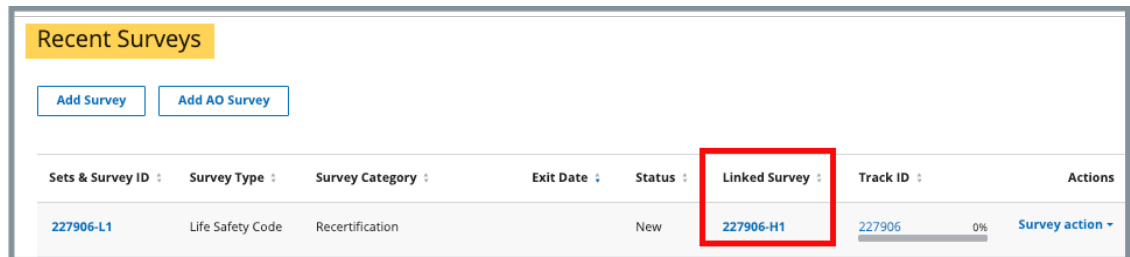 Recent Surveys
Add Survey Add AO Survey
Sets & Survey ID Survey Type Survey Category Exit Date Status Linked Survey Track ID Actions
227906-L1 Life Safety Code Recertification New 227906-H1 227906 0% Survey action